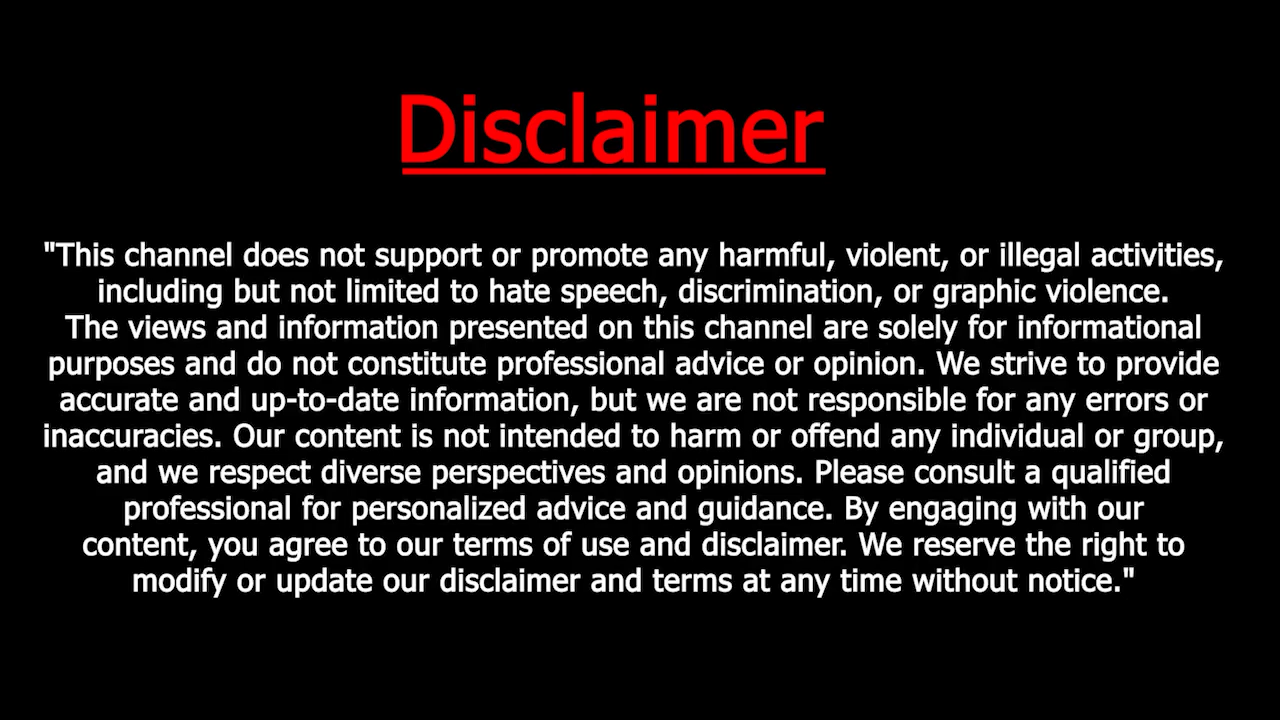 Disclaimer
"This channel does not support or promote any harmful, violent, or illegal activities,
including but not limited to hate speech, discrimination, or graphic violence.
The views and information presented on this channel are solely for informational
purposes and do not constitute professional advice or opinion. We strive to provide
accurate and up-to-date information, but we are not responsible for any errors or
inaccuracies. Our content is not intended to harm or offend any individual or group,
and we respect diverse perspectives and opinions. Please consult a qualified
professional for personalized advice and guidance. By engaging with our
content, you agree to our terms of use and disclaimer. We reserve the right to
modify or update our disclaimer and terms at any time without notice."